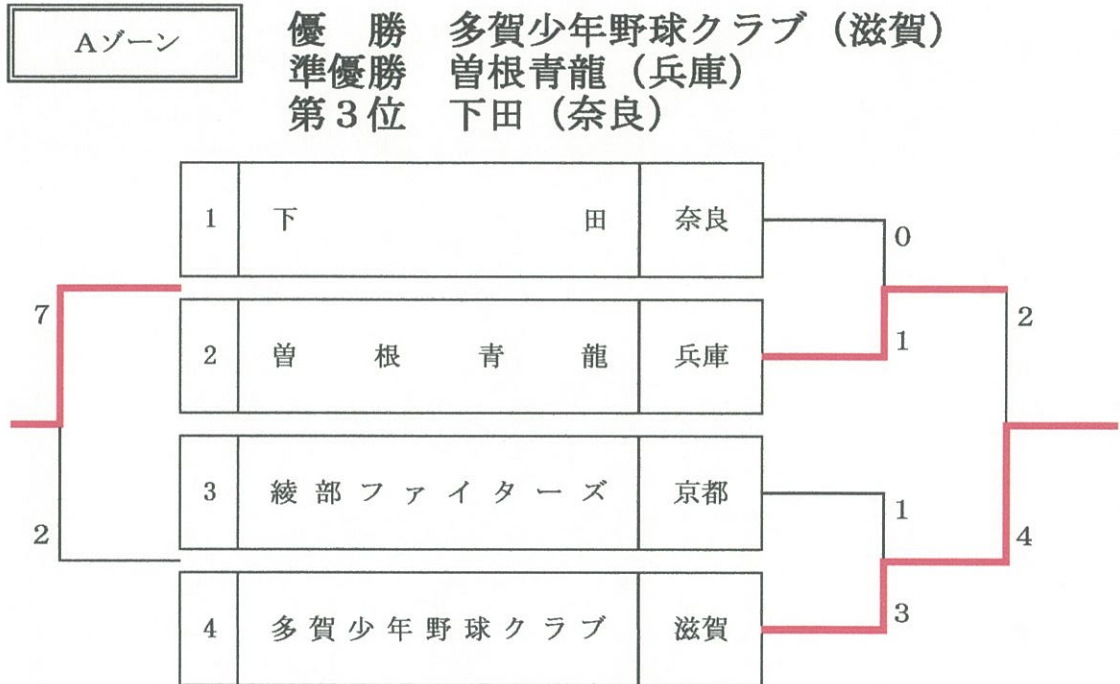 Aゾーン
優　勝　多賀少年野球クラブ（滋賀）
準優勝　曽根青龍（兵庫）
第３位　下田（奈良）
1 下田 奈良
0
7
2
2 曽根青龍 兵庫
1
3 綾部ファイターズ 京都
1
2
4
4 多賀少年野球クラブ 滋賀
3